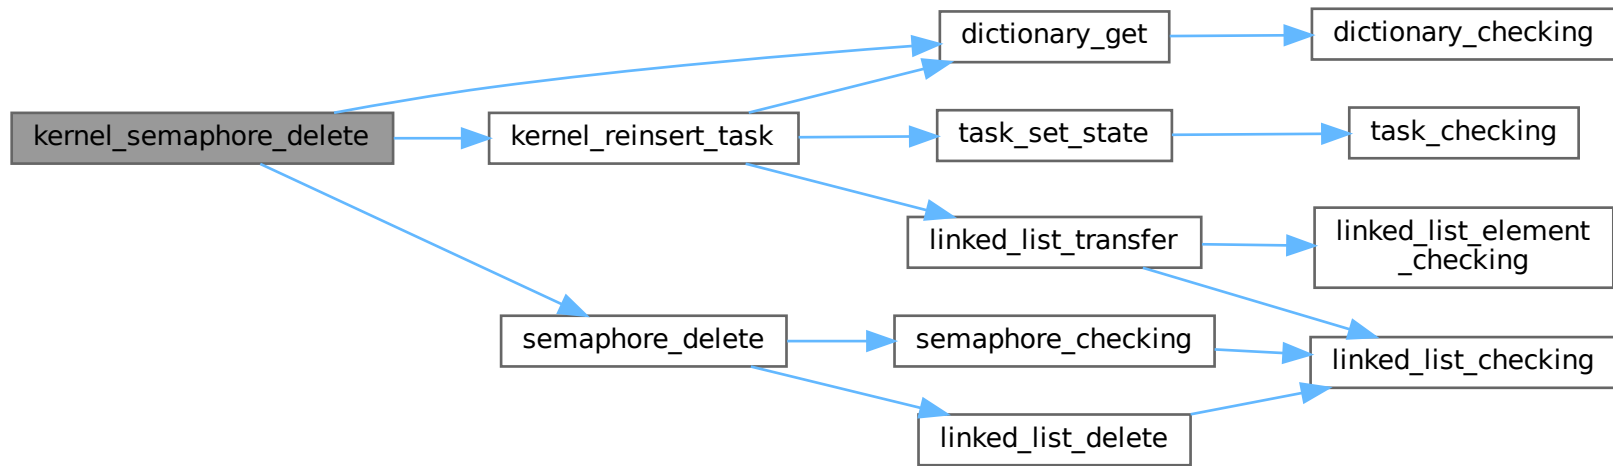 kernel_semaphore_delete
kernel_reinsert_task
dictionary_get
dictionary_checking
task_set_state
task_checking
linked_list_transfer
linked_list_element
_checking
linked_list_checking
semaphore_delete
semaphore_checking
linked_list_delete